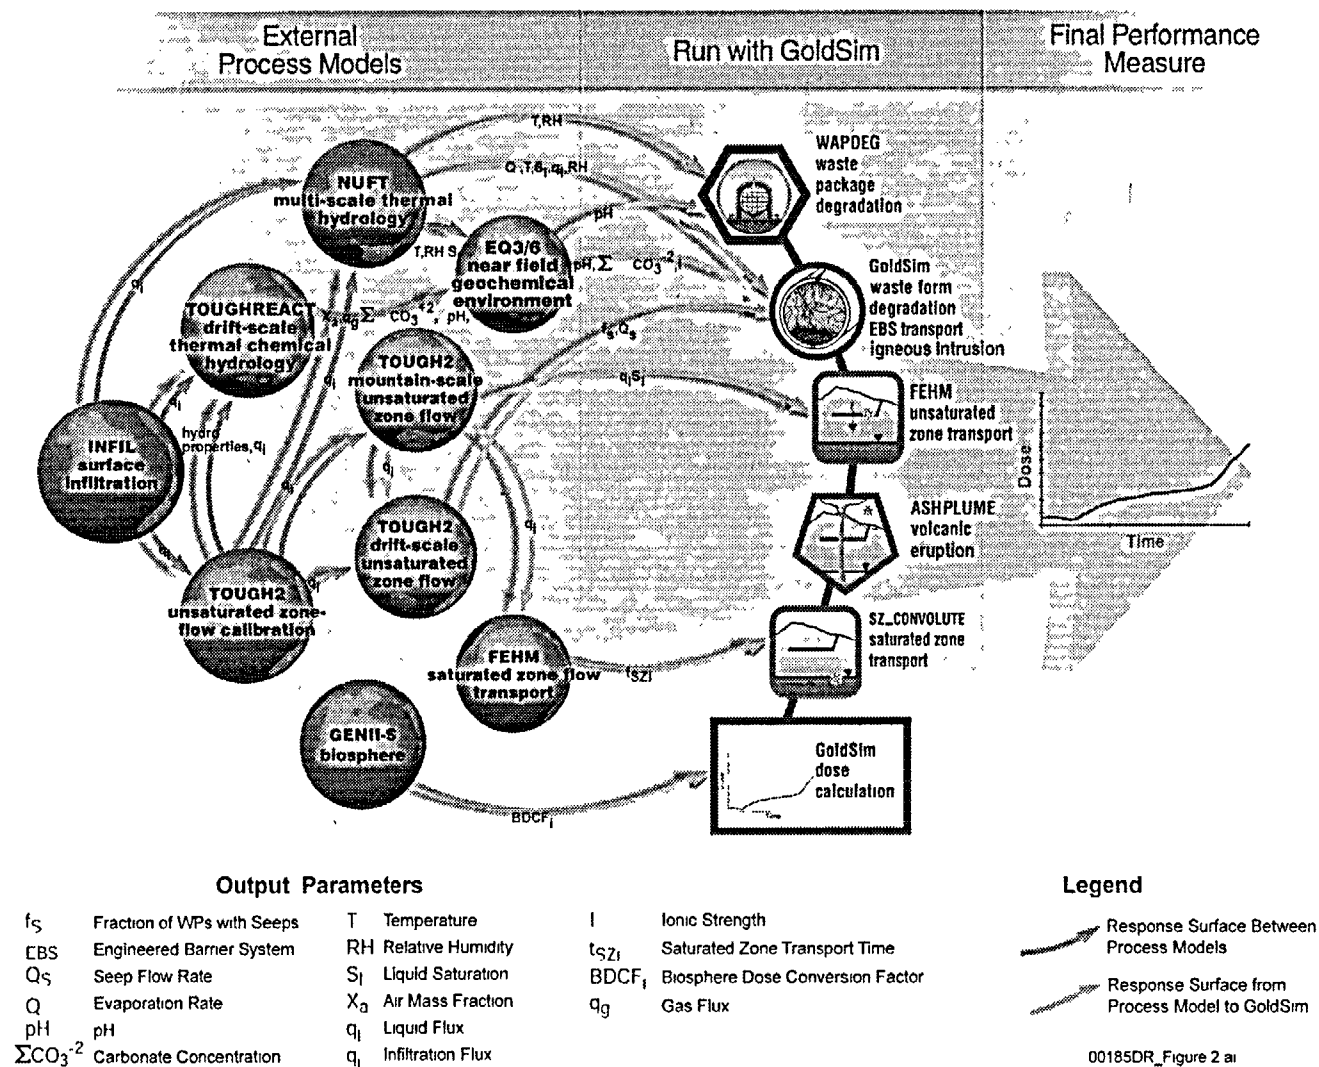 External
Process Models
Run with GoldSim
Final Performance
Measure
T,RH
NUFT
multi-scale thermal
hydrology
T,RH S
EQ3/6
near field
geochemical
environment
pH
pH, Σ CO₃⁻²,I
WAPDEG
waste
package
degradation
GoldSim
waste form
degradation
EBS transport
igneous intrusion
qᵢ
TOUGHREACT
drift-scale
thermal chemical
hydrology
CO₃⁻², pH,
fₛ,Qₛ
TOUGH2
mountain-scale
unsaturated
zone flow
qₗSₗ
FEHM
unsaturated
zone transport
qᵢ
qₗ
INFIL
surface
infiltration
hydro
properties,qᵢ
qᵢ
qₗ
TOUGH2
drift-scale
unsaturated
zone flow
qₗ
ASHPLUME
volcanic
eruption
Dose
Time
TOUGH2
unsaturated zone-
flow calibration
qᵢ
FEHM
saturated zone flow
transport
tSZI
SZ_CONVOLUTE
saturated zone
transport
GENII-S
biosphere
BDCFᵢ
GoldSim
dose
calculation
Output Parameters
fS Fraction of WPs with Seeps
EBS Engineered Barrier System
QS Seep Flow Rate
Q Evaporation Rate
pH pH
ΣCO₃⁻² Carbonate Concentration
T Temperature
RH Relative Humidity
Sₗ Liquid Saturation
Xₐ Air Mass Fraction
qₗ Liquid Flux
qᵢ Infiltration Flux
I Ionic Strength
tSZI Saturated Zone Transport Time
BDCFᵢ Biosphere Dose Conversion Factor
qg Gas Flux
Legend
Response Surface Between
Process Models
Response Surface from
Process Model to GoldSim
00185DR_Figure 2 ai